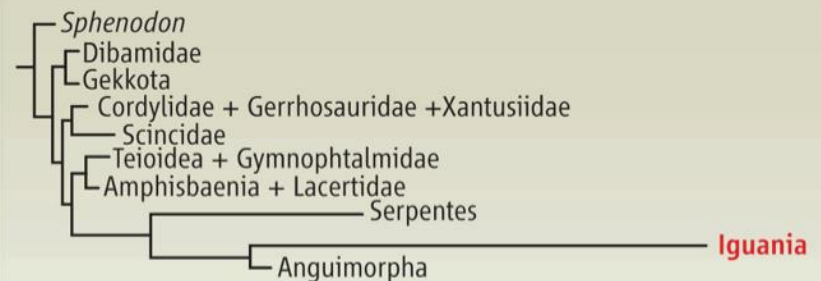 Sphenodon
Dibamidae
Gekkota
Cordylidae + Gerrhosauridae +Xantusiidae
Scincidae
Teioidea + Gymnophtalmidae
Amphisbaenia + Lacertidae
Serpentes
Iguania
Anguimorpha